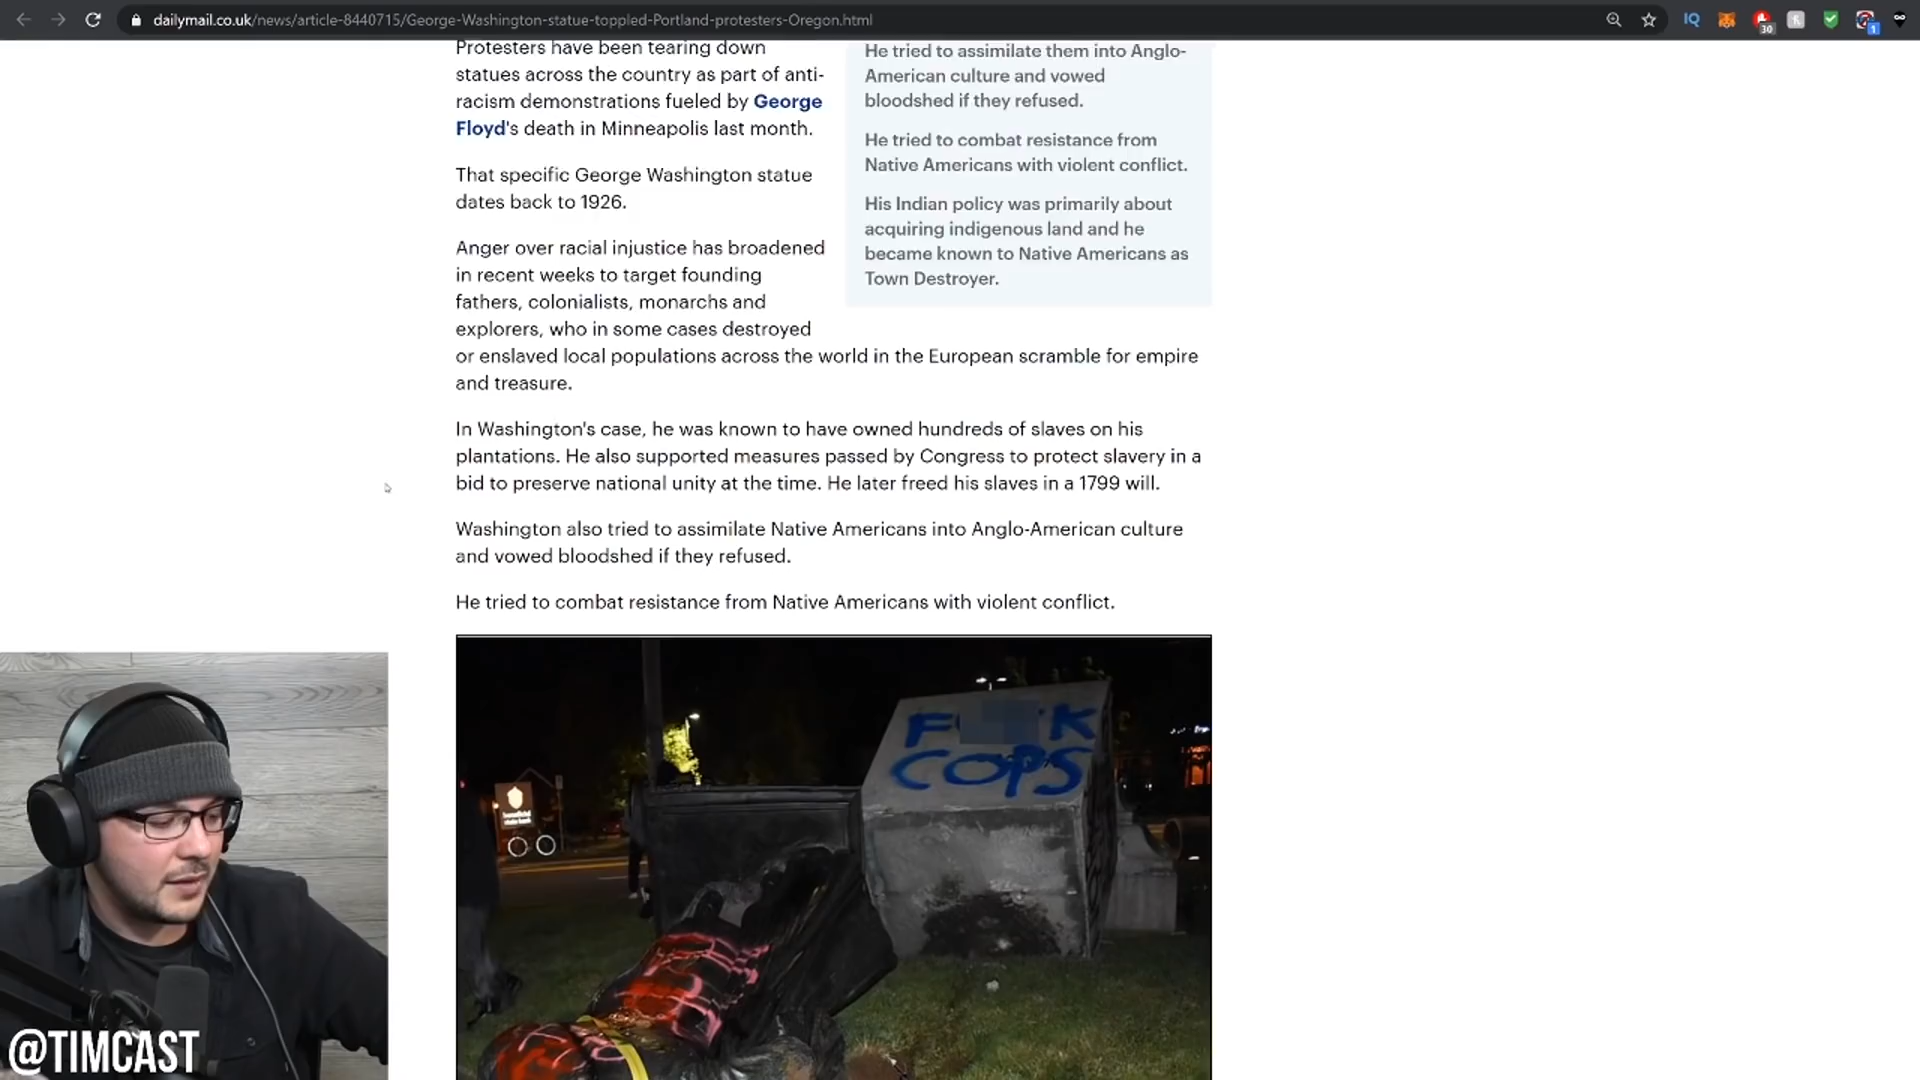 dailymail.co.uk/news/article-8440715/George-Washington-statue-toppled-Portland-protesters-Oregon.html
IQ
30
1
Protesters have been tearing down
statues across the country as part of anti-
racism demonstrations fueled by George
Floyd's death in Minneapolis last month.
That specific George Washington statue
dates back to 1926.
Anger over racial injustice has broadened
in recent weeks to target founding
fathers, colonialists, monarchs and
explorers, who in some cases destroyed
or enslaved local populations across the world in the European scramble for empire
and treasure.
He tried to assimilate them into Anglo-
American culture and vowed
bloodshed if they refused.
He tried to combat resistance from
Native Americans with violent conflict.
His Indian policy was primarily about
acquiring indigenous land and he
became known to Native Americans as
Town Destroyer.
In Washington's case, he was known to have owned hundreds of slaves on his
plantations. He also supported measures passed by Congress to protect slavery in a
bid to preserve national unity at the time. He later freed his slaves in a 1799 will.
Washington also tried to assimilate Native Americans into Anglo-American culture
and vowed bloodshed if they refused.
He tried to combat resistance from Native Americans with violent conflict.
F K
COPS
@TIMCAST